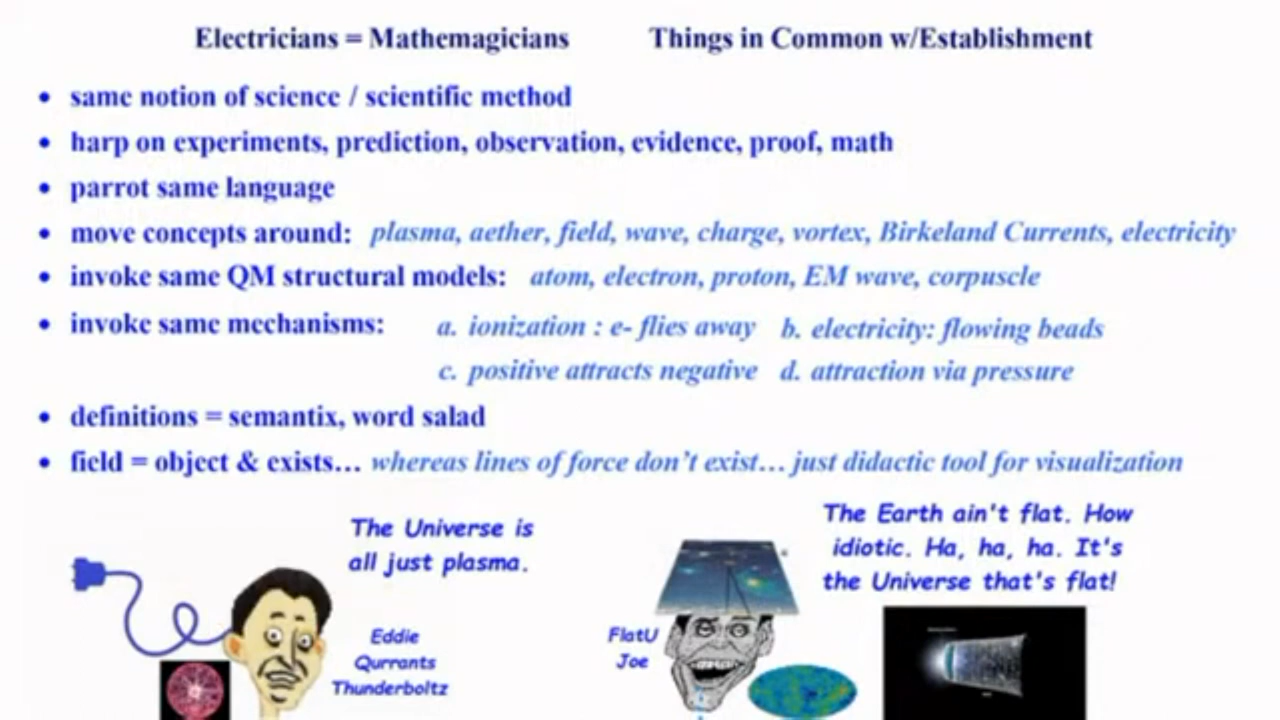 Electricians = Mathemagicians Things in Common w/Establishment
• same notion of science / scientific method
• harp on experiments, prediction, observation, evidence, proof, math
• parrot same language
• move concepts around: plasma, aether, field, wave, charge, vortex, Birkeland Currents, electricity
• invoke same QM structural models: atom, electron, proton, EM wave, corpuscle
• invoke same mechanisms: a. ionization : e- flies away b. electricity: flowing beads
c. positive attracts negative d. attraction via pressure
• definitions = semantix, word salad
• field = object & exists... whereas lines of force don't exist... just didactic tool for visualization
The Universe is
all just plasma.
Eddie
Qurrants
Thunderboltz
The Earth ain't flat. How
idiotic. Ha, ha, ha. It's
the Universe that's flat!
FlatU
Joe